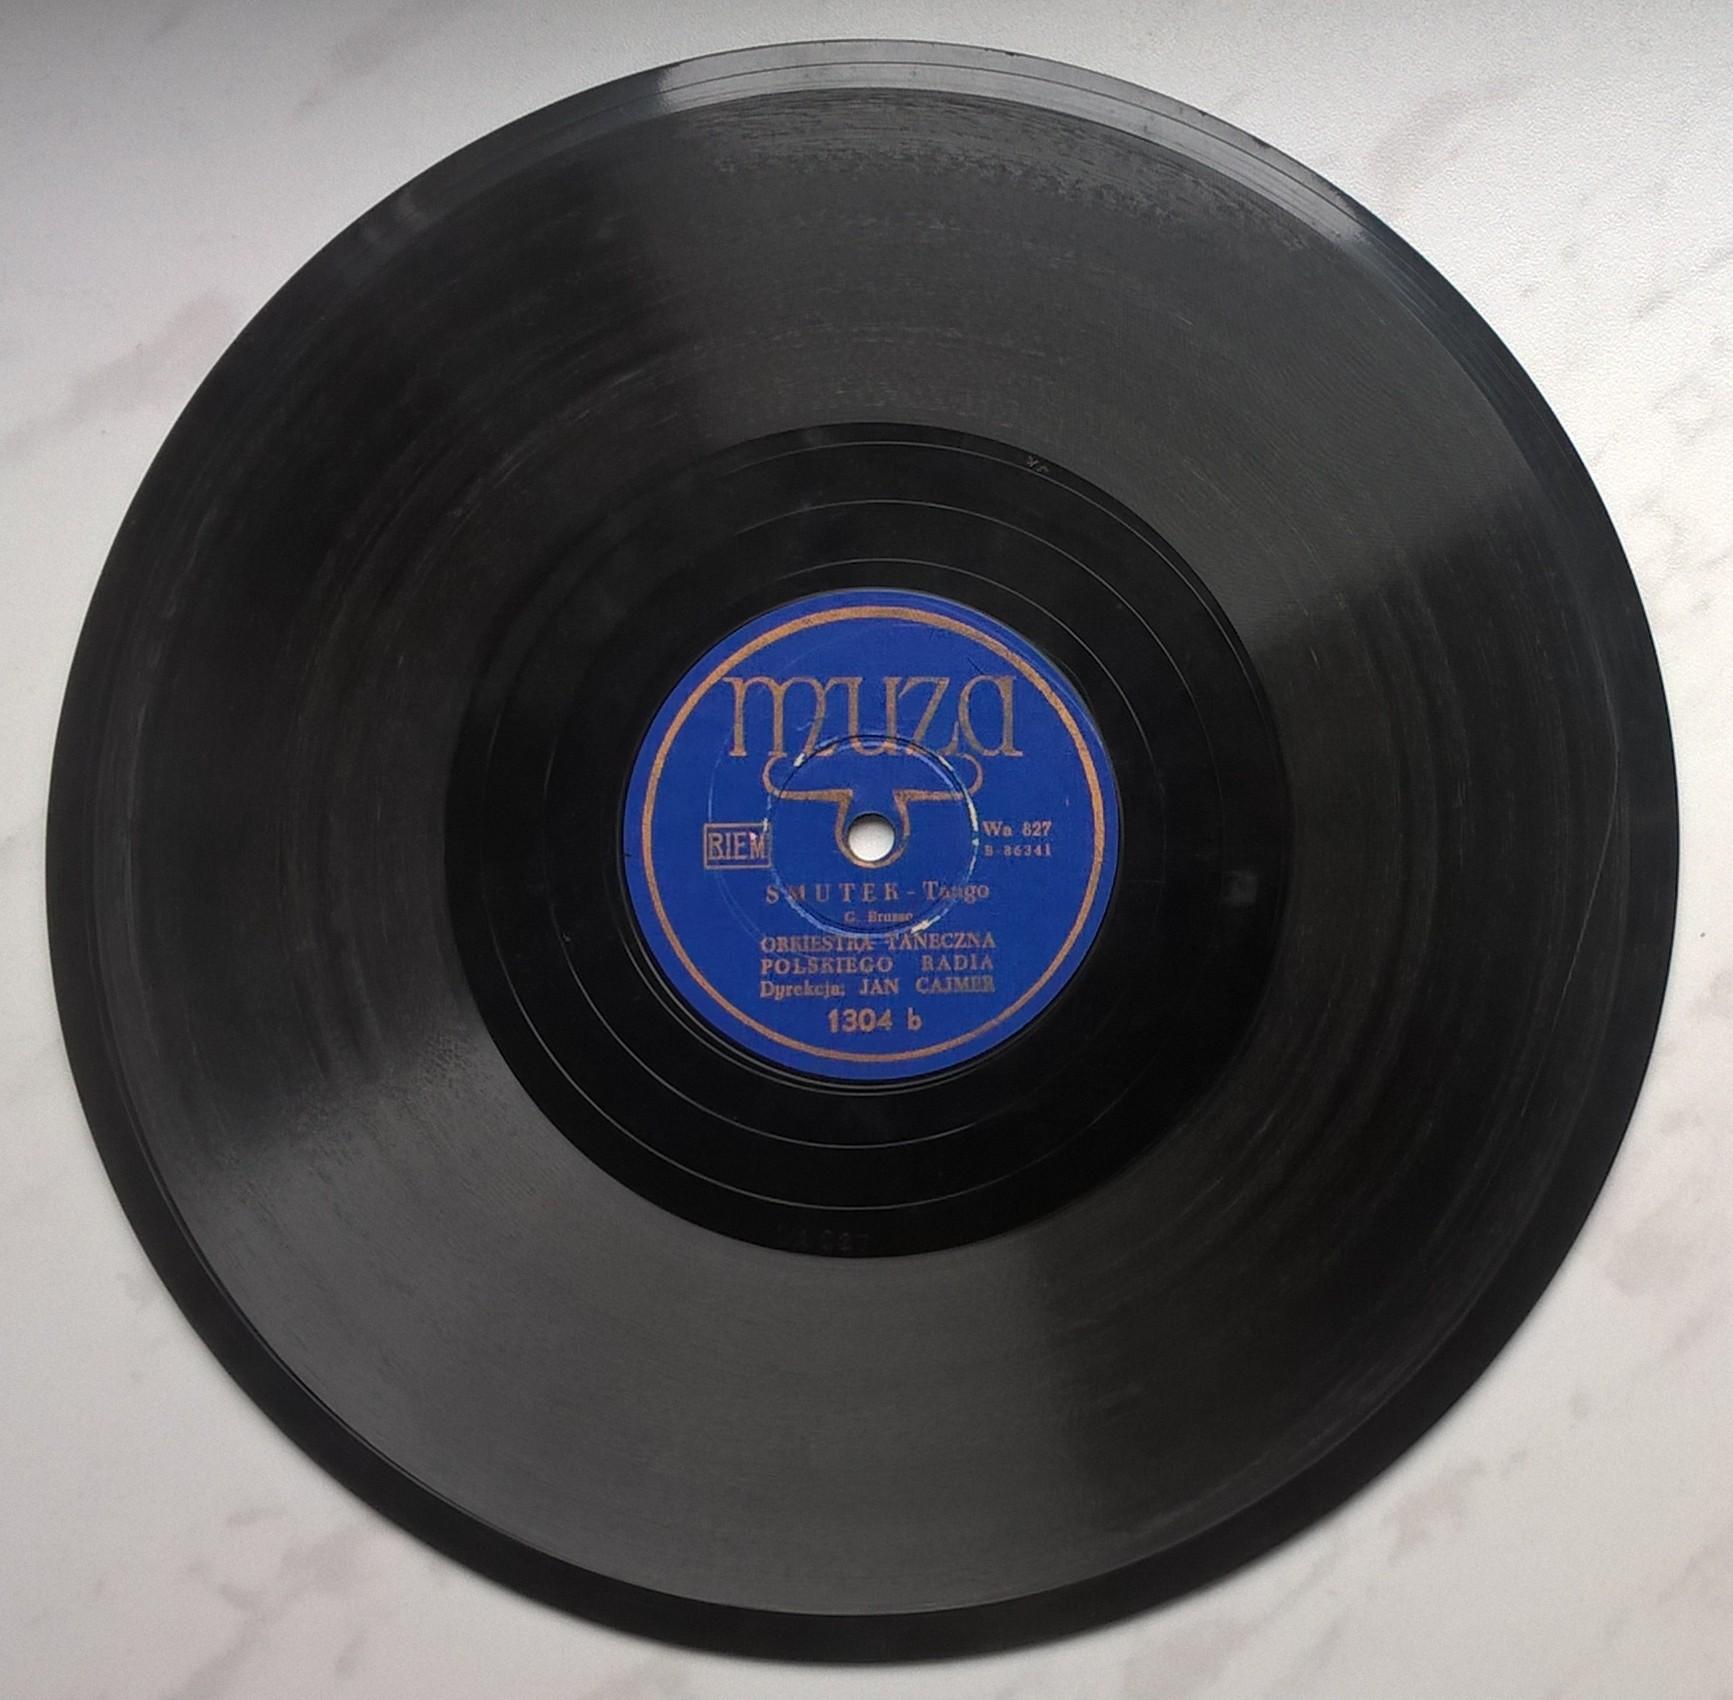 muza
BIEM
Wa 827
B-86341
SMUTEK - Tango
G. Brusso
ORKIESTRA TANECZNA
POLSKIEGO RADIA
Dyrekcja: JAN CAJMER
1304 b